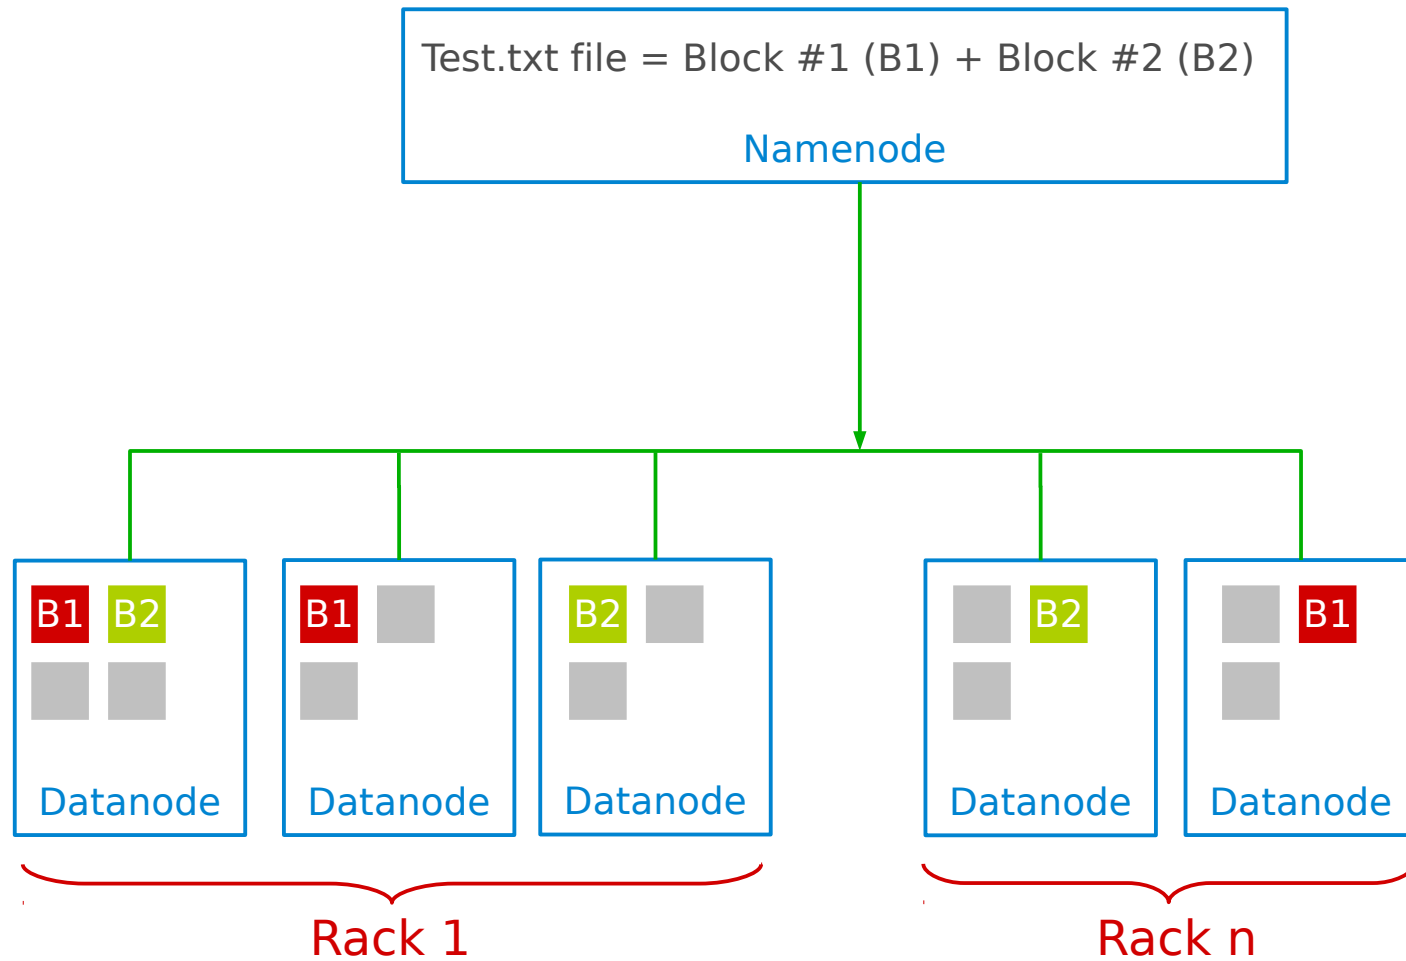 Test.txt file = Block #1 (B1) + Block #2 (B2)
Namenode
B1 B2
B1
B2
B2
B1
Datanode
Datanode
Datanode
Datanode
Datanode
Rack 1
Rack n